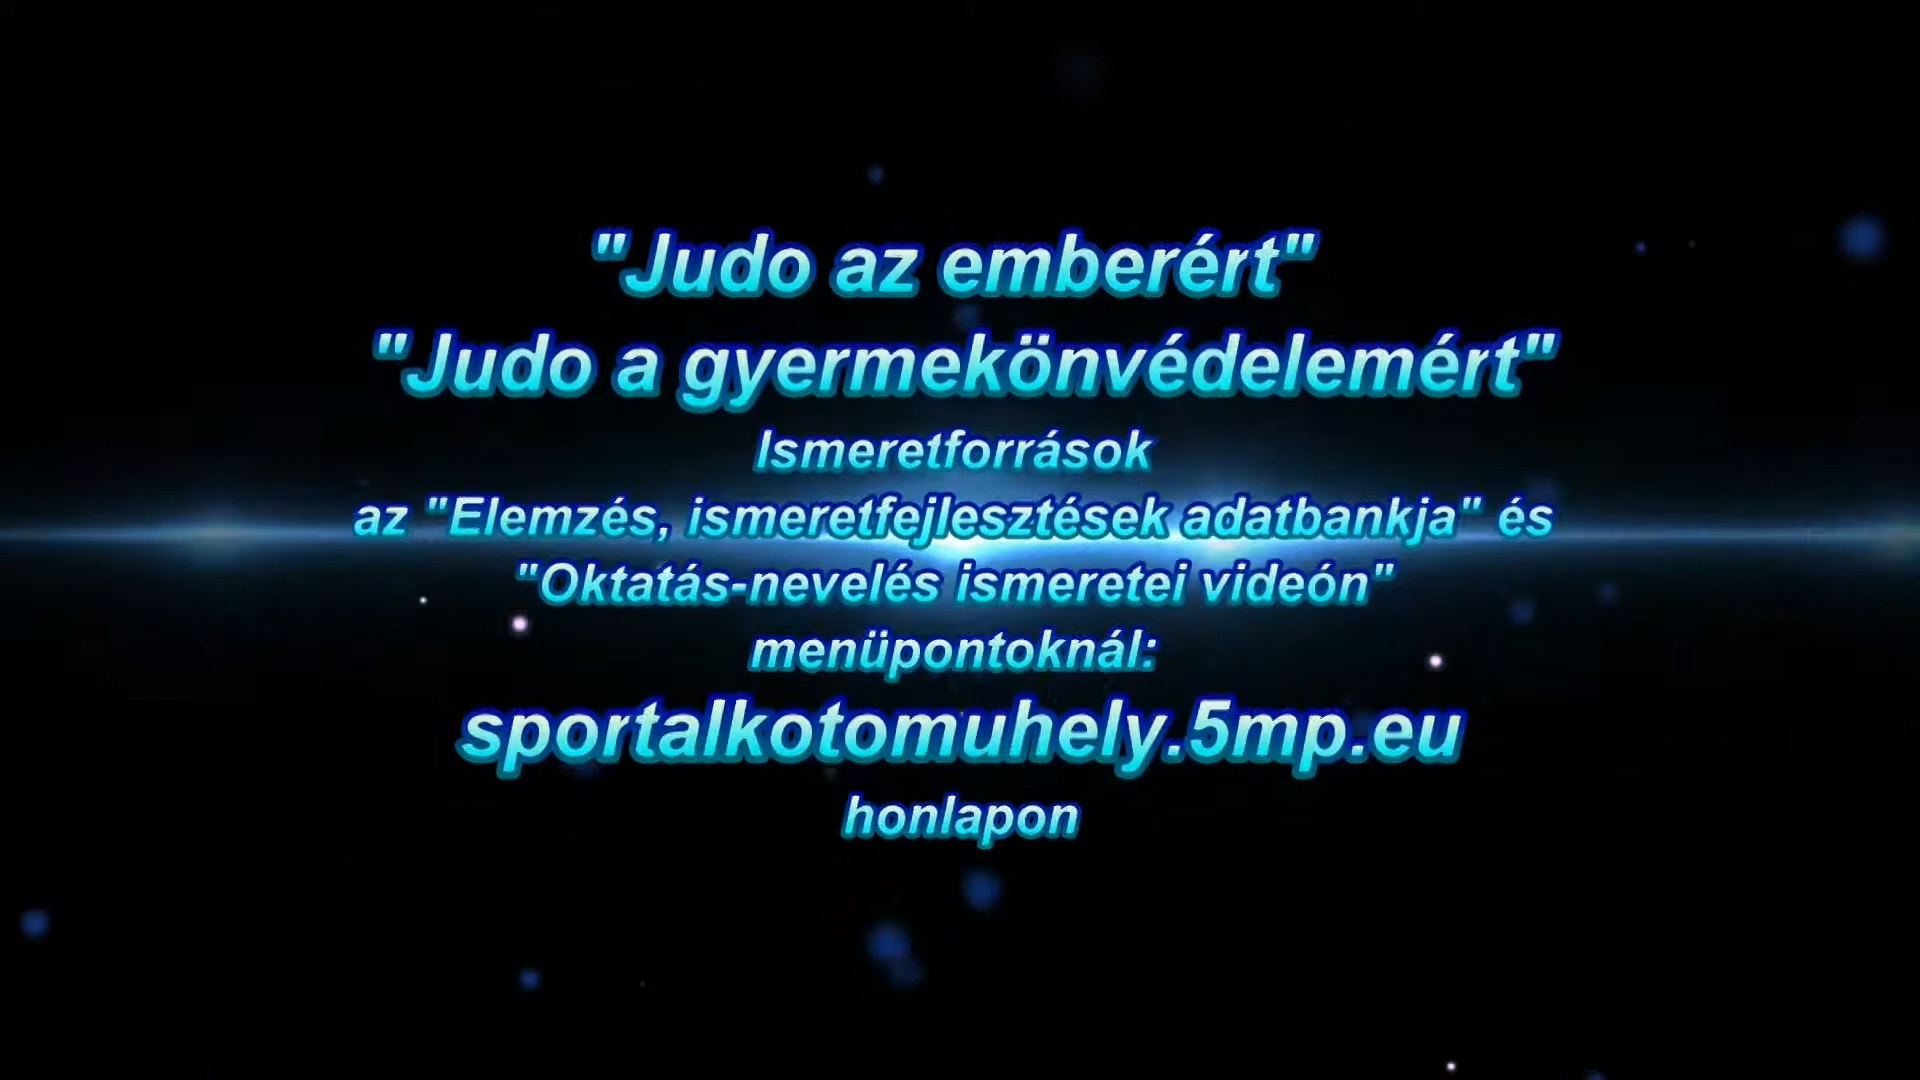 "Judo az emberért"
"Judo a gyermekönvédelemért"
Ismeretforrások
az "Elemzés, ismeretfejlesztések adatbankja" és
"Oktatás-nevelés ismeretei videón"
menüpontoknál:
sportalkotomuhely.5mp.eu
honlapon